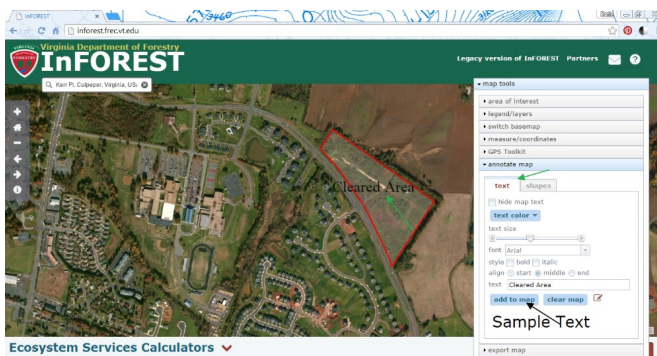 InFOREST
inforest.frec.vt.edu
Virginia Department of Forestry
InFOREST
Legacy version of InFOREST Partners
Kerr Pl, Culpeper, Virginia, US
map tools
area of interest
legend/layers
switch basemap
measure/coordinates
GPS Toolkit
annotate map
text shapes
hide map text
text color
text size
font Arial
style bold italic
align start middle end
text Cleared Area
add to map clear map
Sample Text
export map
Cleared Area
Ecosystem Services Calculators